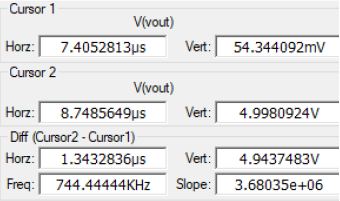 Cursor 1
V(vout)
Horz: 7.4052813µs Vert: 54.344092mV
Cursor 2
V(vout)
Horz: 8.7485649µs Vert: 4.9980924V
Diff (Cursor2 - Cursor1)
Horz: 1.3432836µs Vert: 4.9437483V
Freq: 744.44444KHz Slope: 3.68035e+06